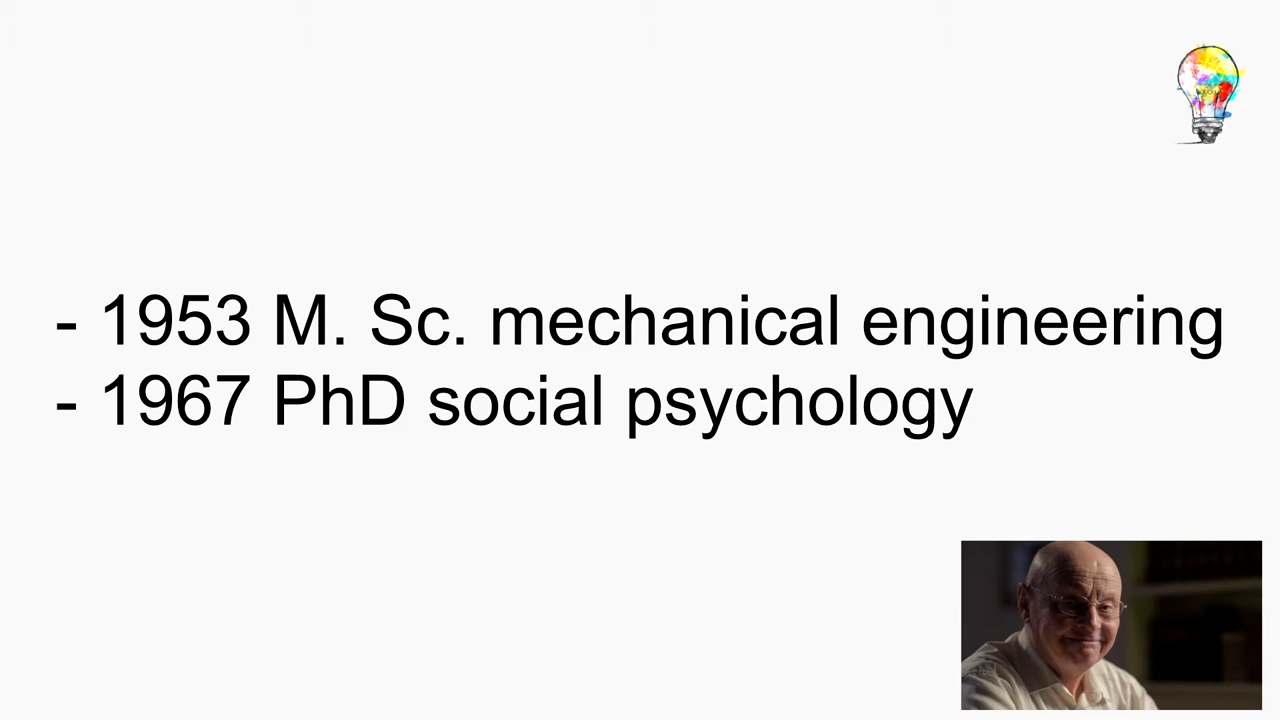 - 1953 M. Sc. mechanical engineering
- 1967 PhD social psychology